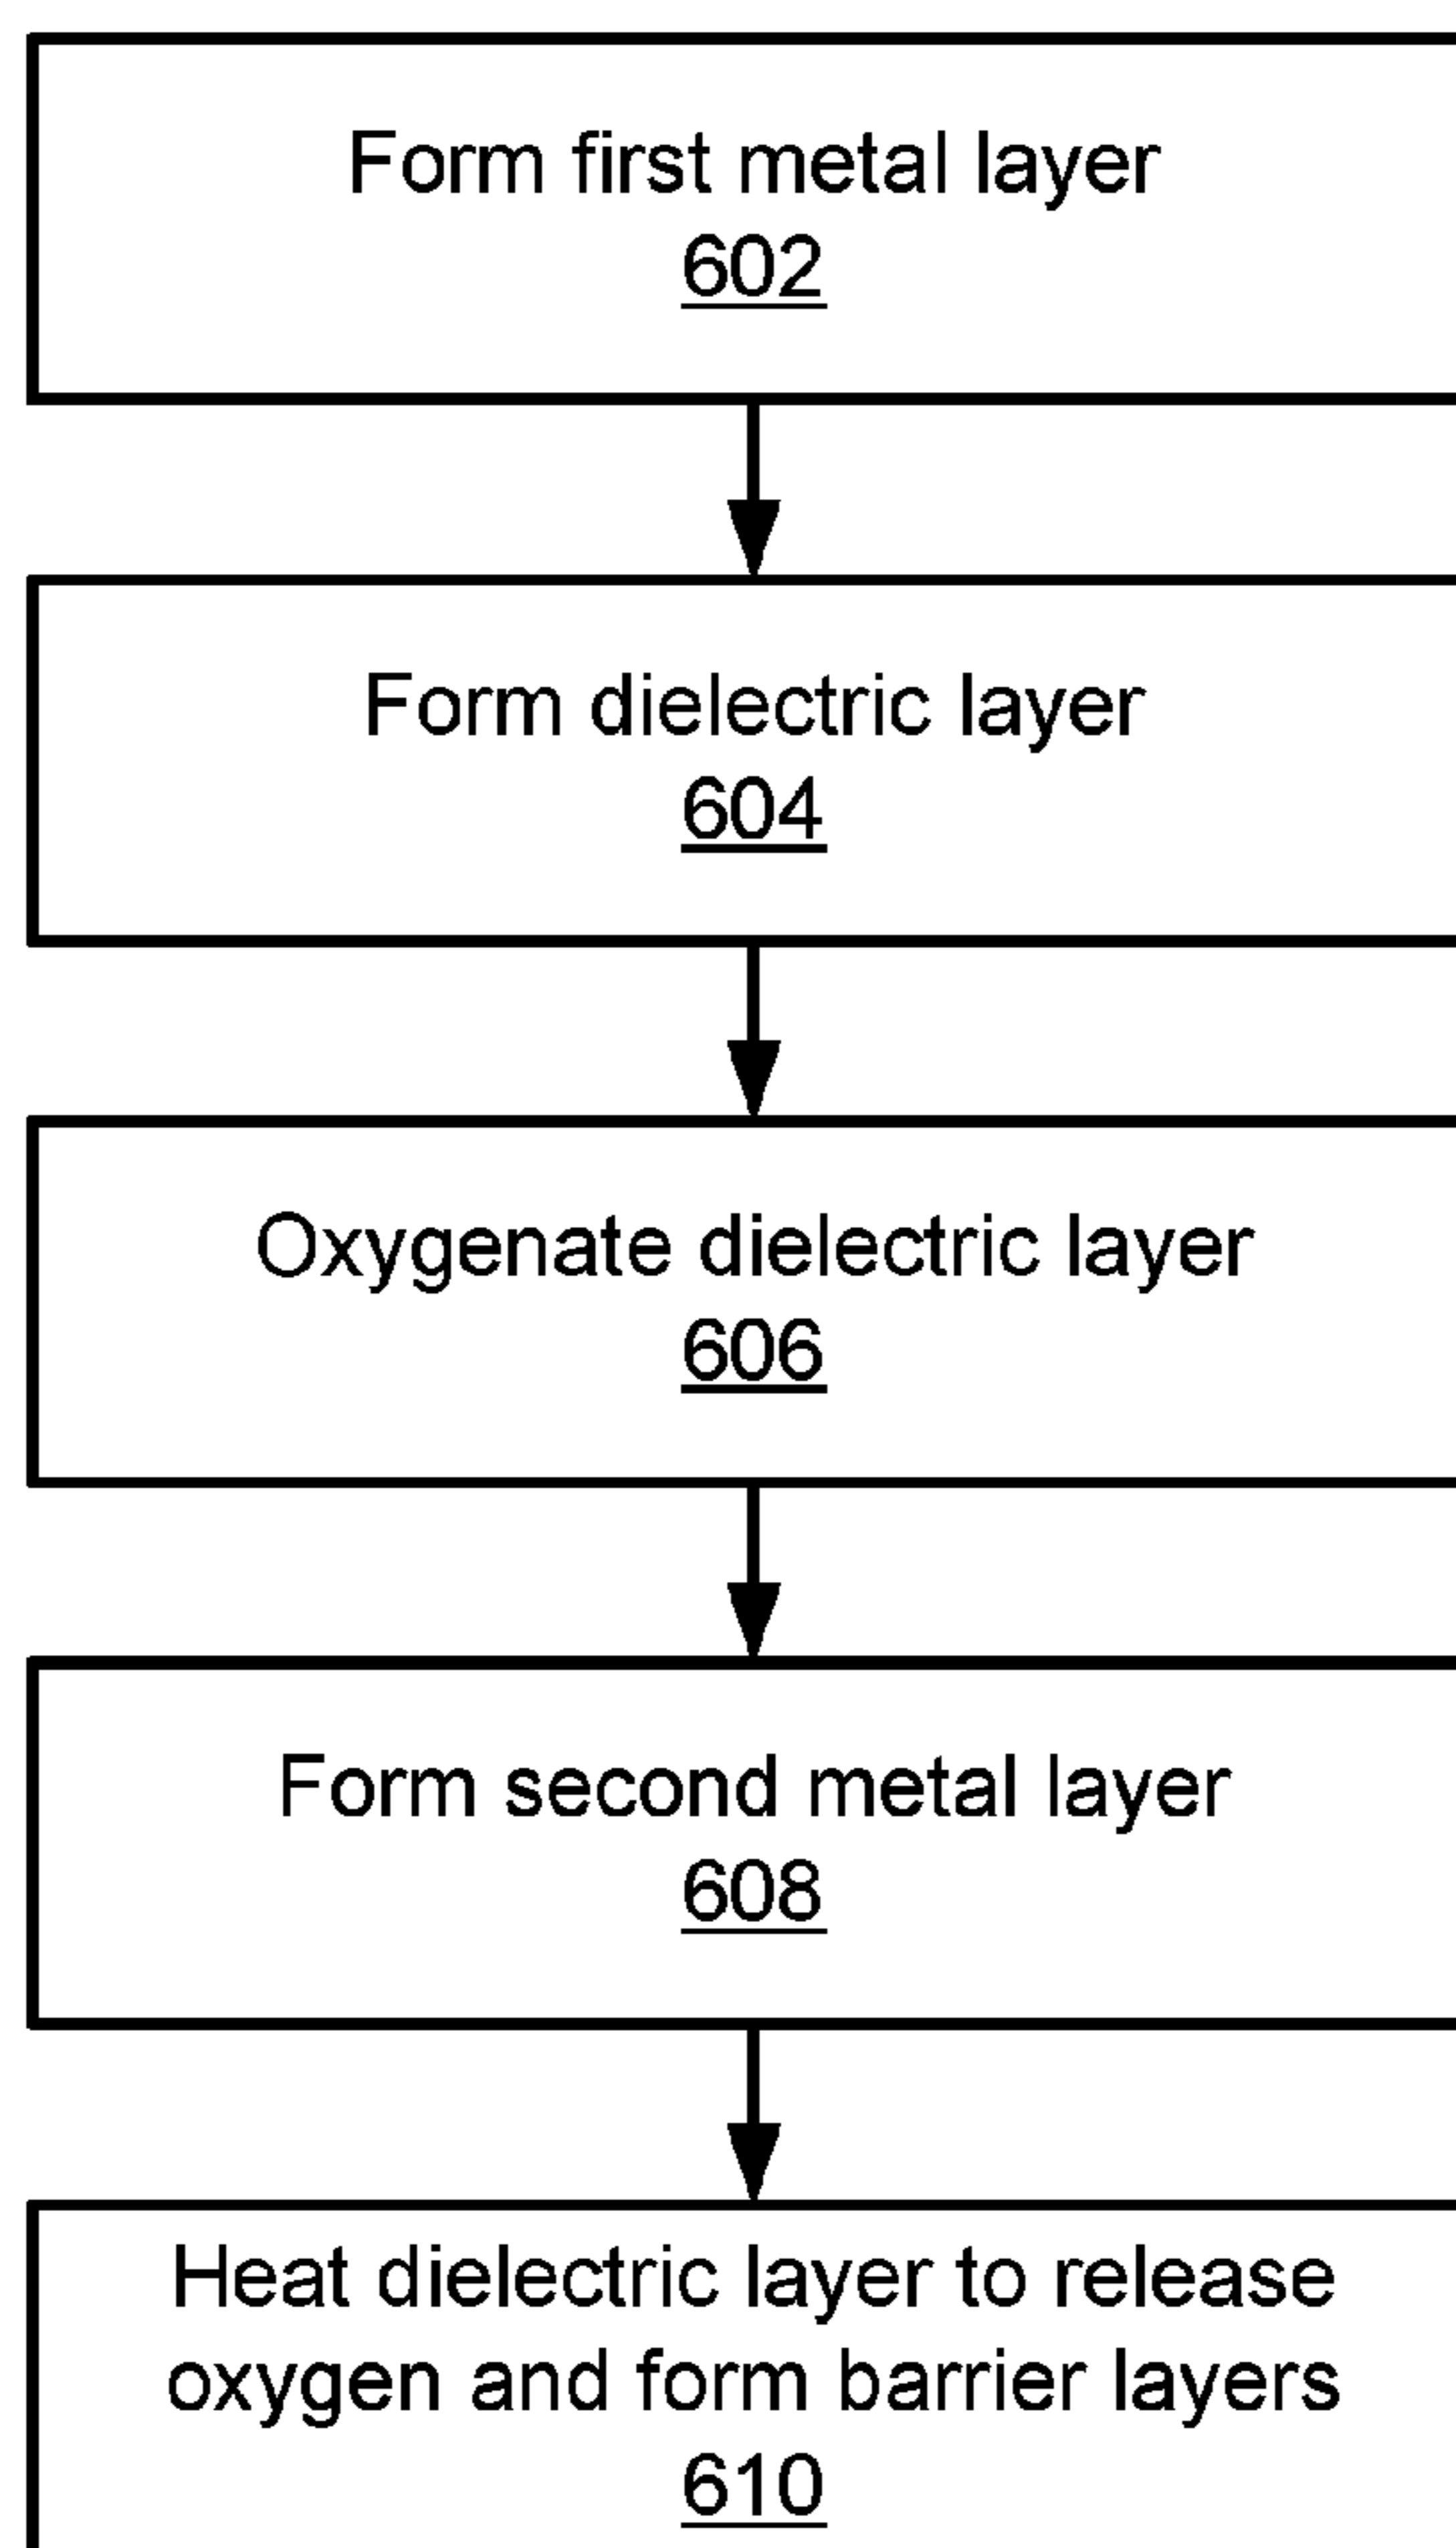 Form first metal layer
602
Form dielectric layer
604
Oxygenate dielectric layer
606
Form second metal layer
608
Heat dielectric layer to release
oxygen and form barrier layers
610